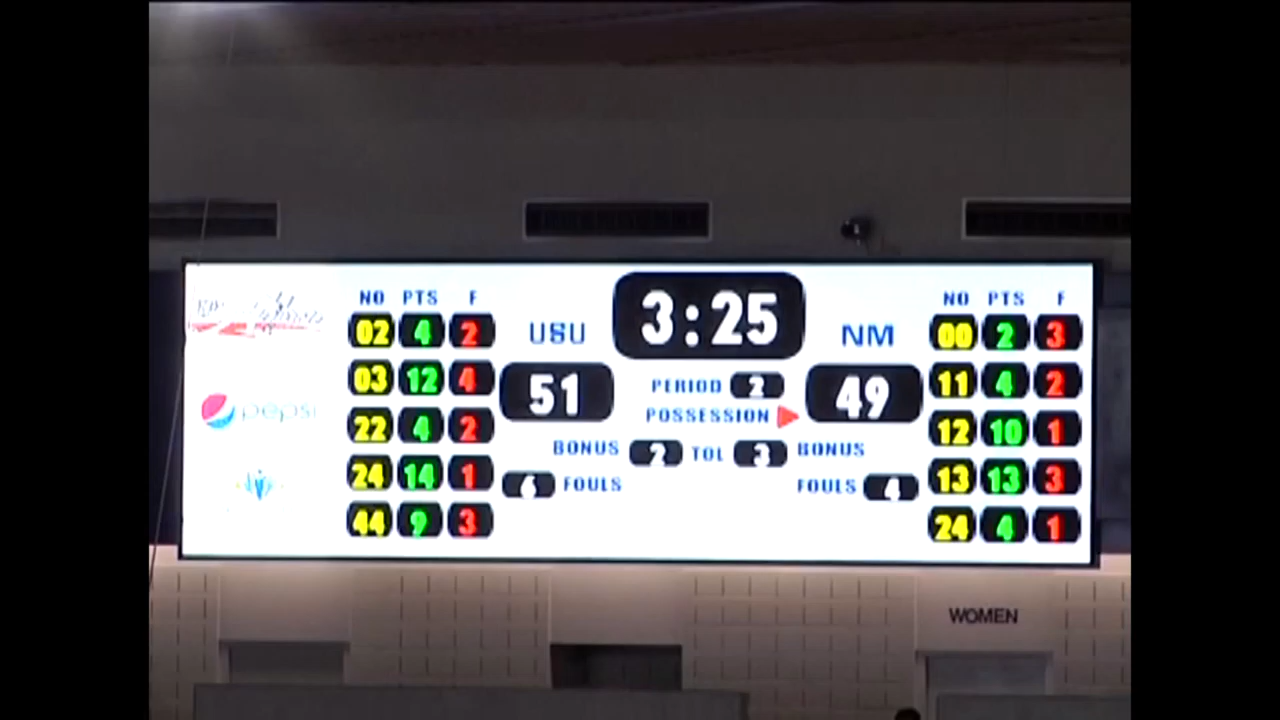 NO PTS F
02 4 2
03 12 4
22 4 2
24 14 1
44 9 3
pepsi
USU
51
3:25
PERIOD 2
POSSESSION
BONUS 2 TOL 3 BONUS
6 FOULS
FOULS 4
NM
49
NO PTS F
00 2 3
11 4 2
12 10 1
13 13 3
24 4 1
WOMEN